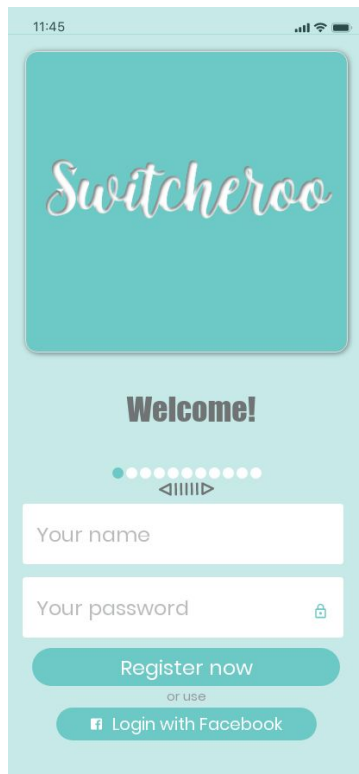 11:45
Switcheroo
Welcome!
Your name
Your password
Register now
or use
Login with Facebook